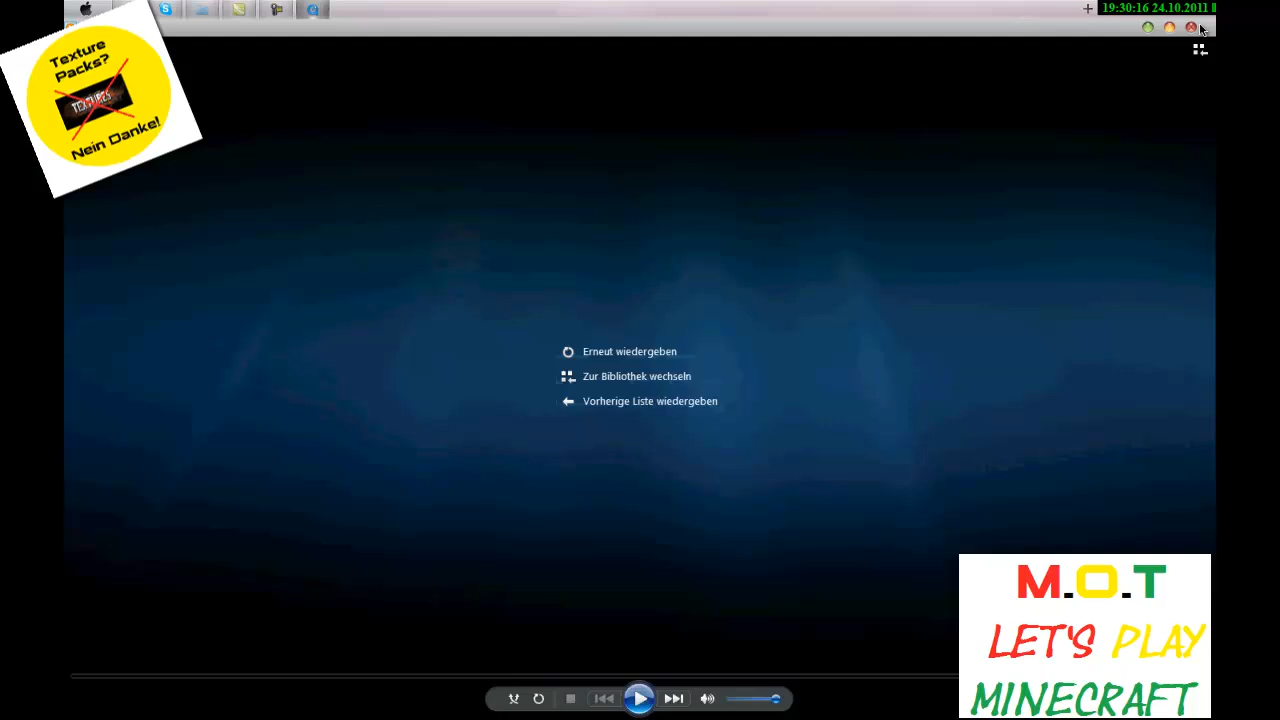 19:30:16 24.10.2011
Texture
Packs?
TEXTURES
Nein Danke!
Erneut wiedergeben
Zur Bibliothek wechseln
Vorherige Liste wiedergeben
M.O.T
LET'S PLAY
MINECRAFT